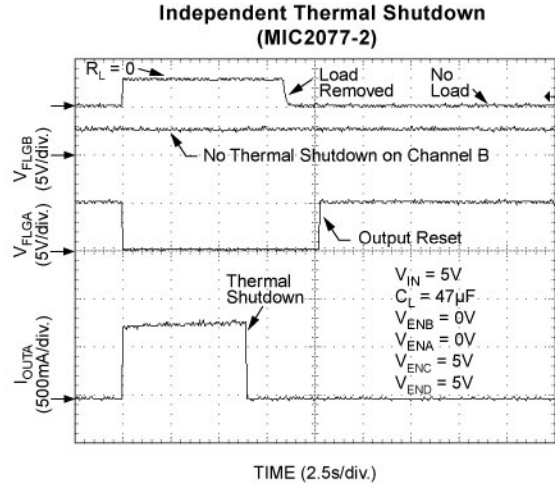 Independent Thermal Shutdown
(MIC2077-2)
R_L = 0
Load
Removed
No
Load
V_FLGB
(5V/div.)
No Thermal Shutdown on Channel B
V_FLGA
(5V/div.)
Output Reset
I_OUTA
(500mA/div.)
Thermal
Shutdown
V_IN = 5V
C_L = 47µF
V_ENB = 0V
V_ENA = 0V
V_ENC = 5V
V_END = 5V
TIME (2.5s/div.)